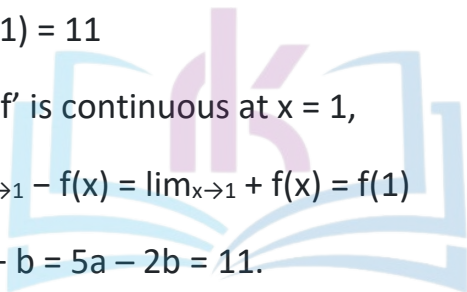 1) = 11
f’ is continuous at x = 1,
→1 − f(x) = limx→1 + f(x) = f(1)
b = 5a – 2b = 11.